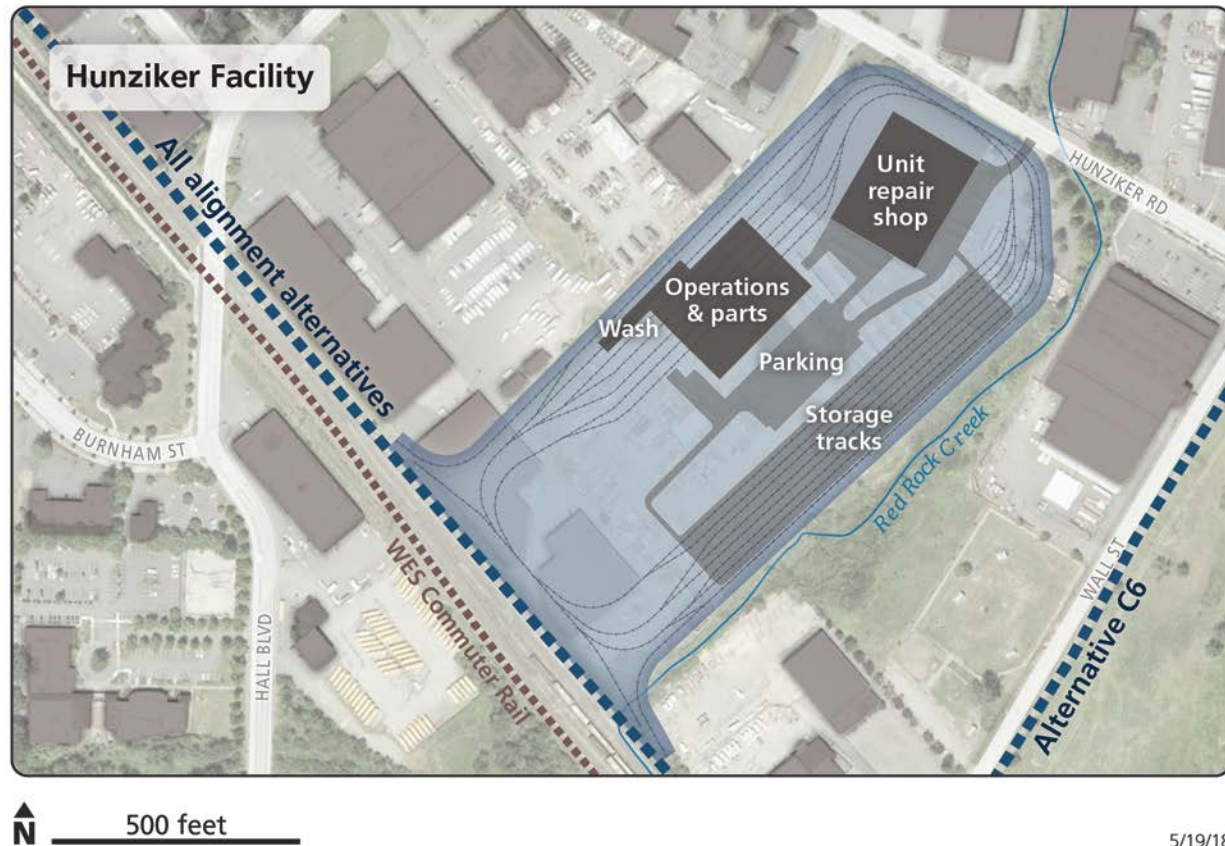 Hunziker Facility
All alignment alternatives
Unit
repair
shop
HUNZIKER RD
Operations
& parts
Wash
Parking
Storage
tracks
BURNHAM ST
Red Rock Creek
WES Commuter Rail
HALL BLVD
WALL ST
Alternative C6
N
500 feet
5/19/18